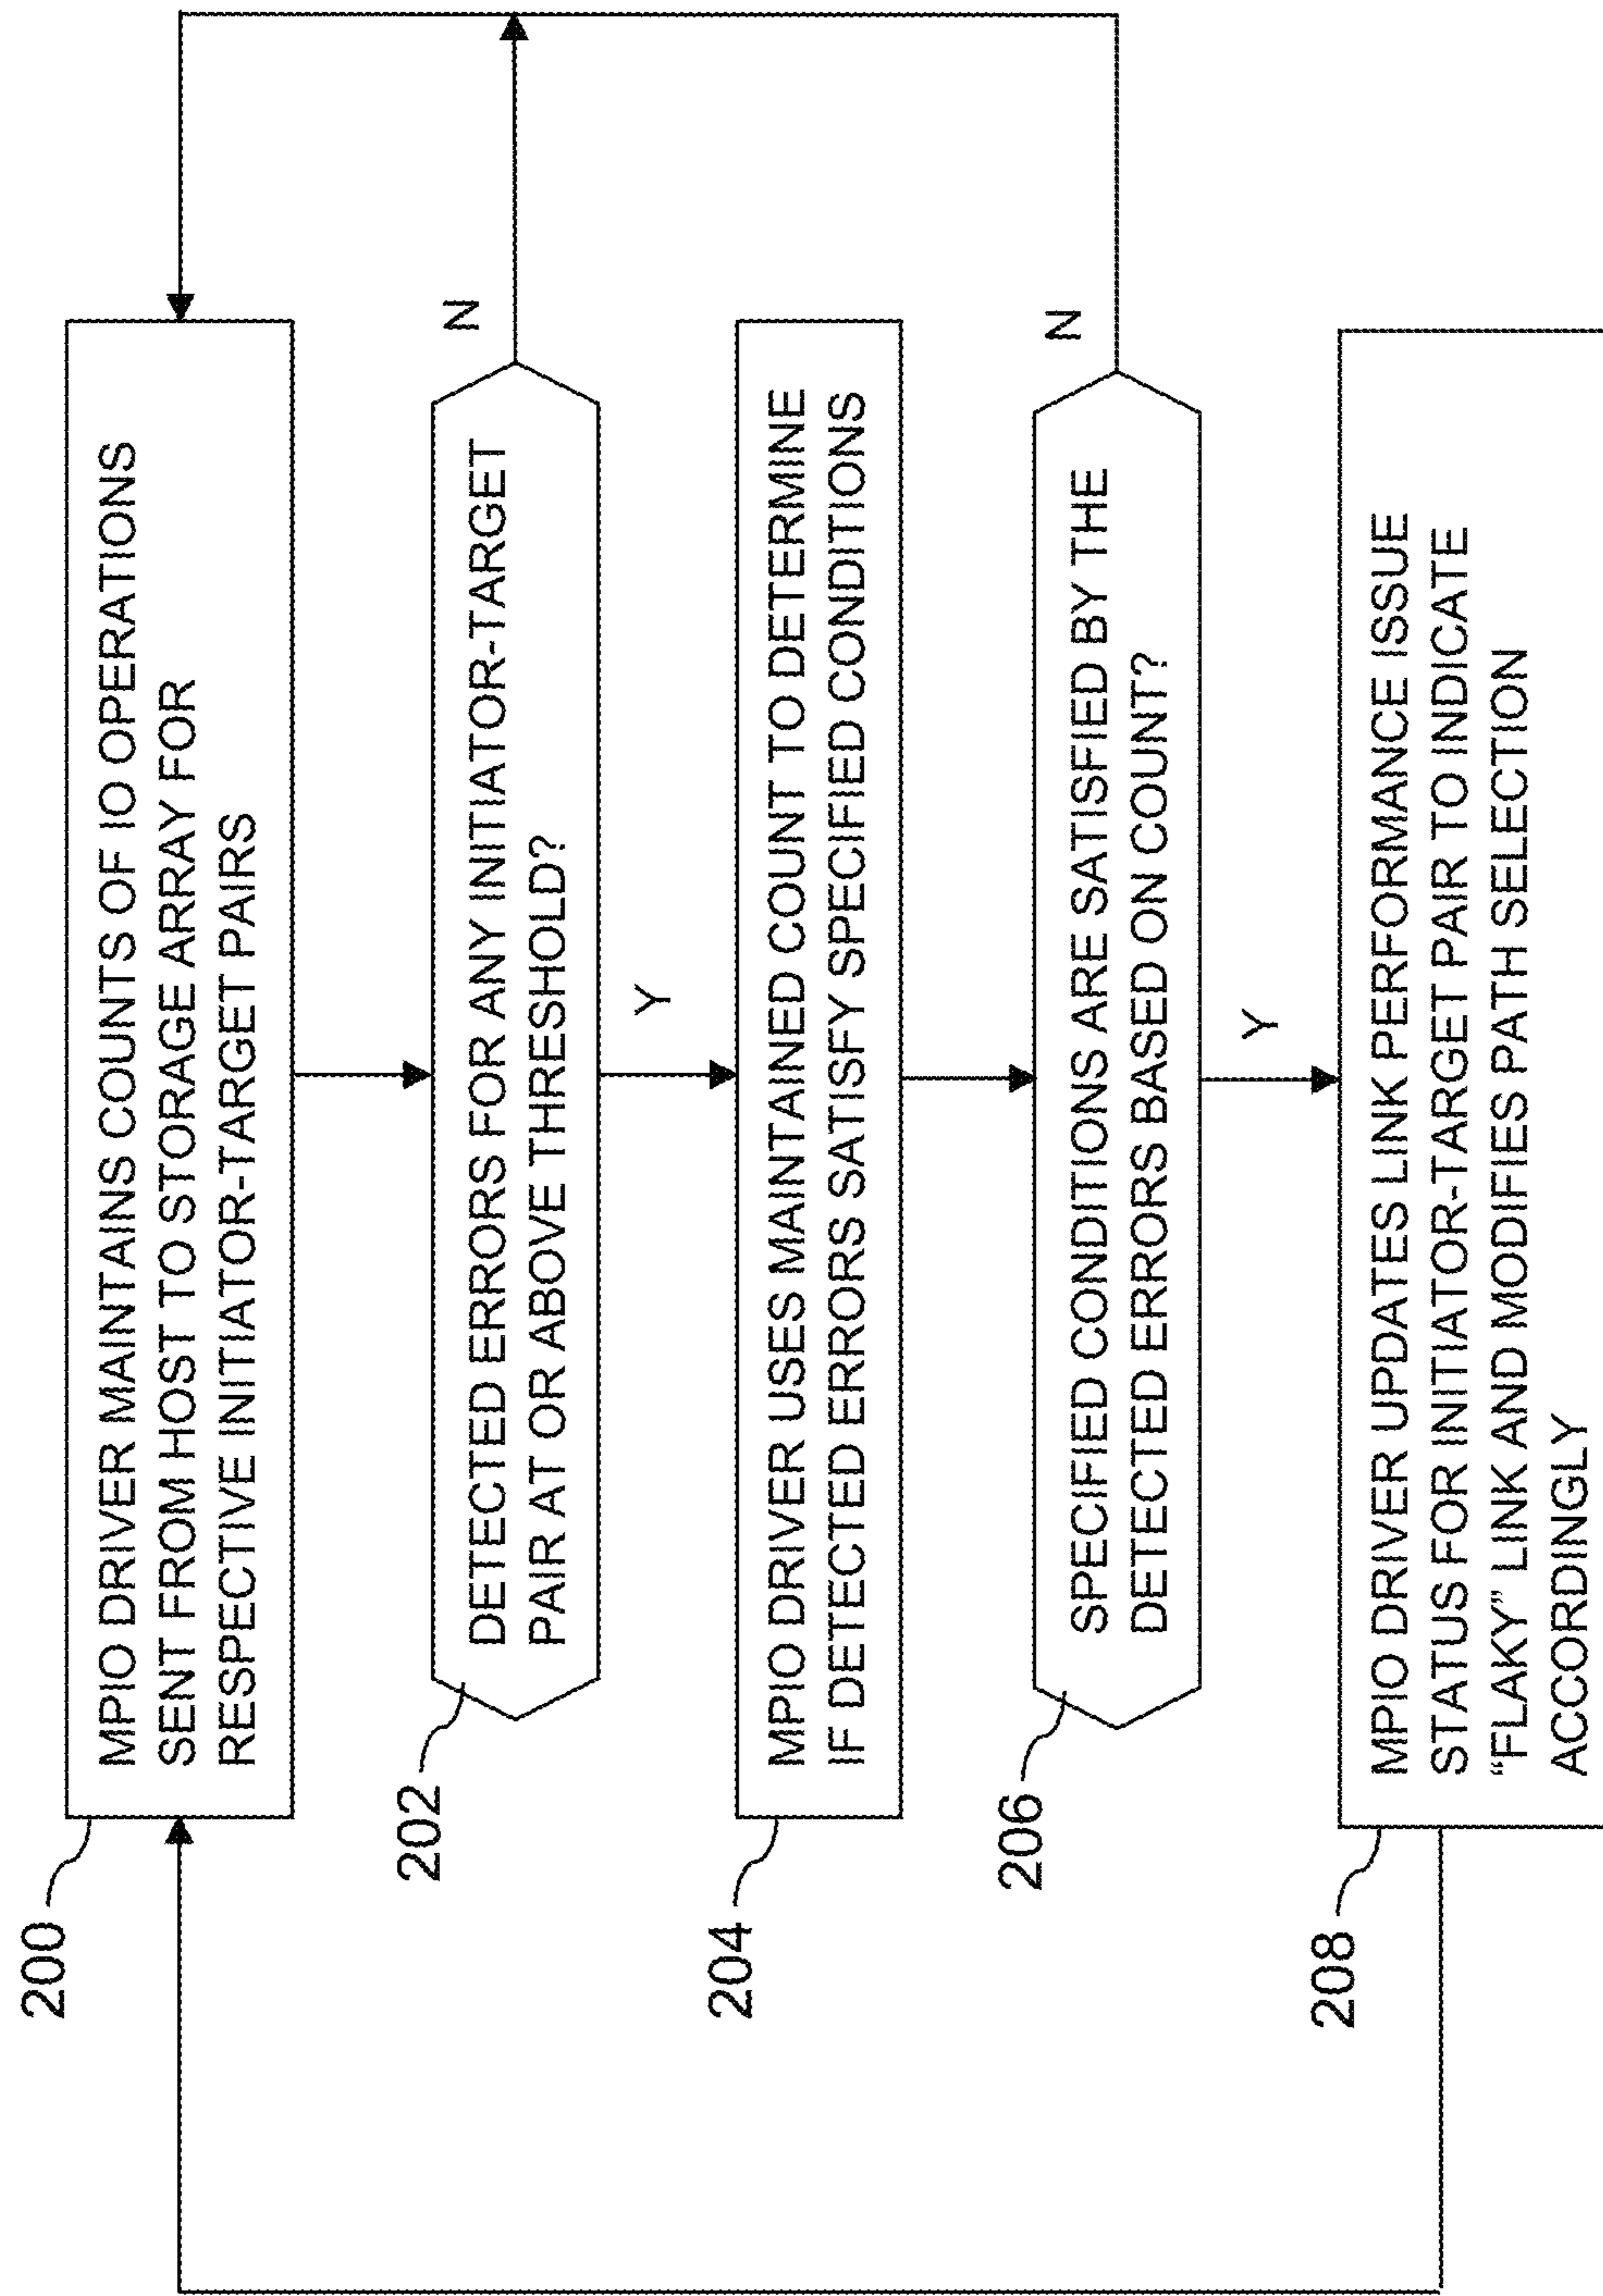 200
MPIO DRIVER MAINTAINS COUNTS OF IO OPERATIONS
SENT FROM HOST TO STORAGE ARRAY FOR
RESPECTIVE INITIATOR-TARGET PAIRS
202
DETECTED ERRORS FOR ANY INITIATOR-TARGET
PAIR AT OR ABOVE THRESHOLD?
N
Y
204
MPIO DRIVER USES MAINTAINED COUNT TO DETERMINE
IF DETECTED ERRORS SATISFY SPECIFIED CONDITIONS
206
SPECIFIED CONDITIONS ARE SATISFIED BY THE
DETECTED ERRORS BASED ON COUNT?
N
Y
208
MPIO DRIVER UPDATES LINK PERFORMANCE ISSUE
STATUS FOR INITIATOR-TARGET PAIR TO INDICATE
“FLAKY” LINK AND MODIFIES PATH SELECTION
ACCORDINGLY